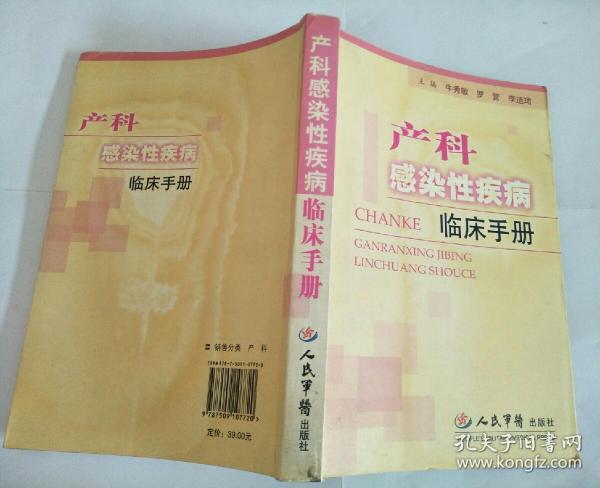 产科
感染性疾病
临床手册
销售分类 产科
9787509107720
定价：39.00元
产科感染性疾病临床手册
人民军医
出版社
主编 牛秀敏 罗营 李洁琦
产科
感染性疾病
CHANKE 临床手册
GANRANXING JIBING
LINCHUANG SHOUCE
人民军医出版社
孔夫子旧书网
www.kongfz.com